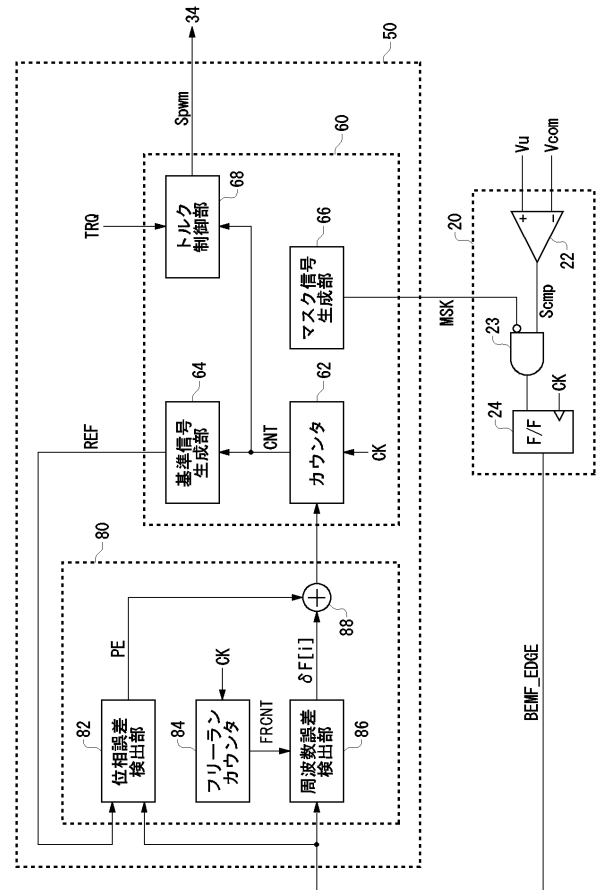 50
80
82
位相誤差
検出部
PE
84
フリーラン
カウンタ
CK
FRCNT
86
周波数誤差
検出部
δF[i]
88
REF
60
64
基準信号
生成部
CNT
62
カウンタ
CK
TRQ
68
トルク
制御部
Spwm
34
66
マスク信号
生成部
MSK
BEMF_EDGE
20
24
F/F
CK
23
Scmp
22
+
-
Vu
Vcom